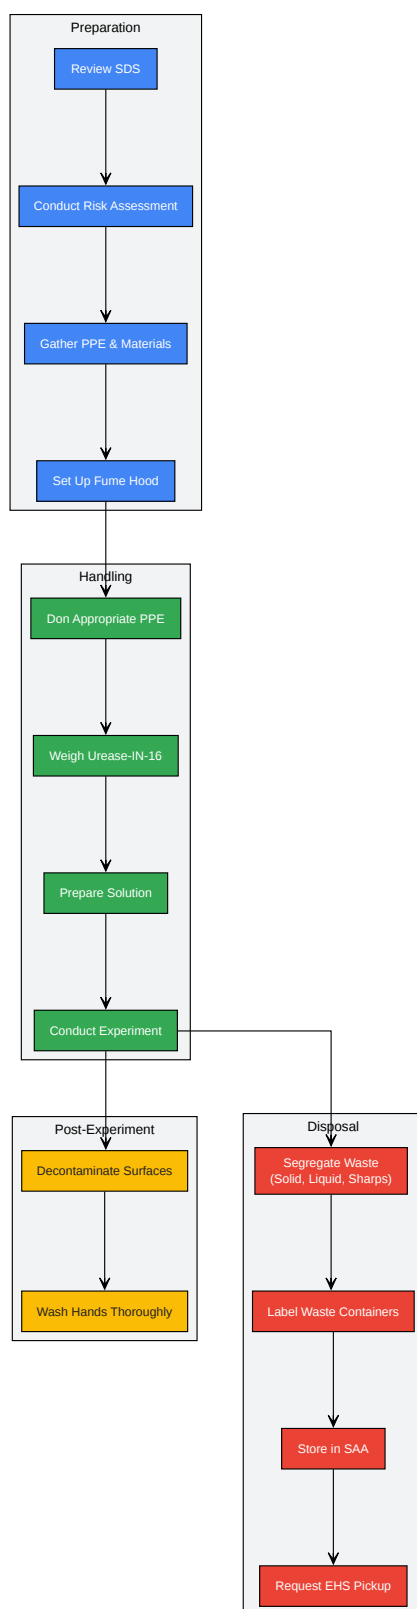 Preparation
Review SDS
Conduct Risk Assessment
Gather PPE & Materials
Set Up Fume Hood
Handling
Don Appropriate PPE
Weigh Urease-IN-16
Prepare Solution
Conduct Experiment
Post-Experiment
Decontaminate Surfaces
Wash Hands Thoroughly
Disposal
Segregate Waste
(Solid, Liquid, Sharps)
Label Waste Containers
Store in SAA
Request EHS Pickup